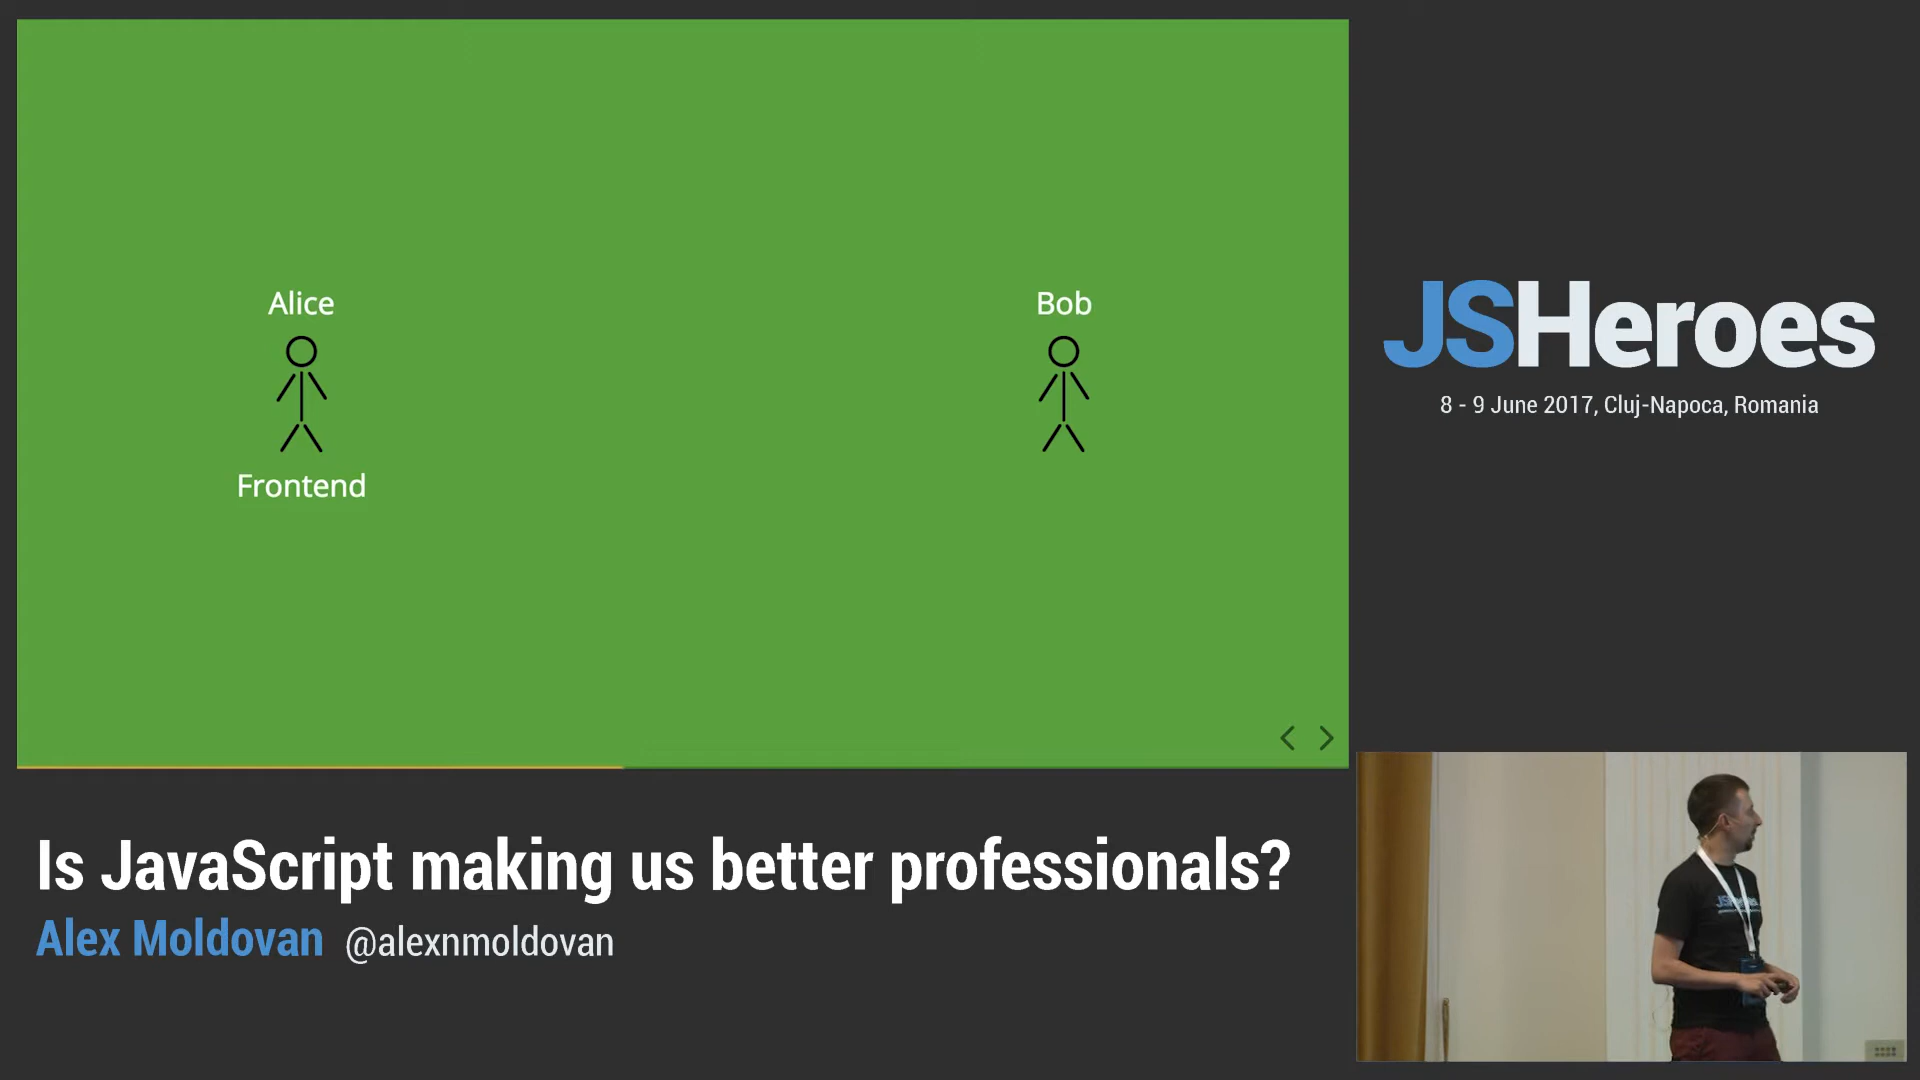 Alice
Bob
Frontend
JSHeroes
8 - 9 June 2017, Cluj-Napoca, Romania
Is JavaScript making us better professionals?
Alex Moldovan @alexnmoldovan
JSHeroes